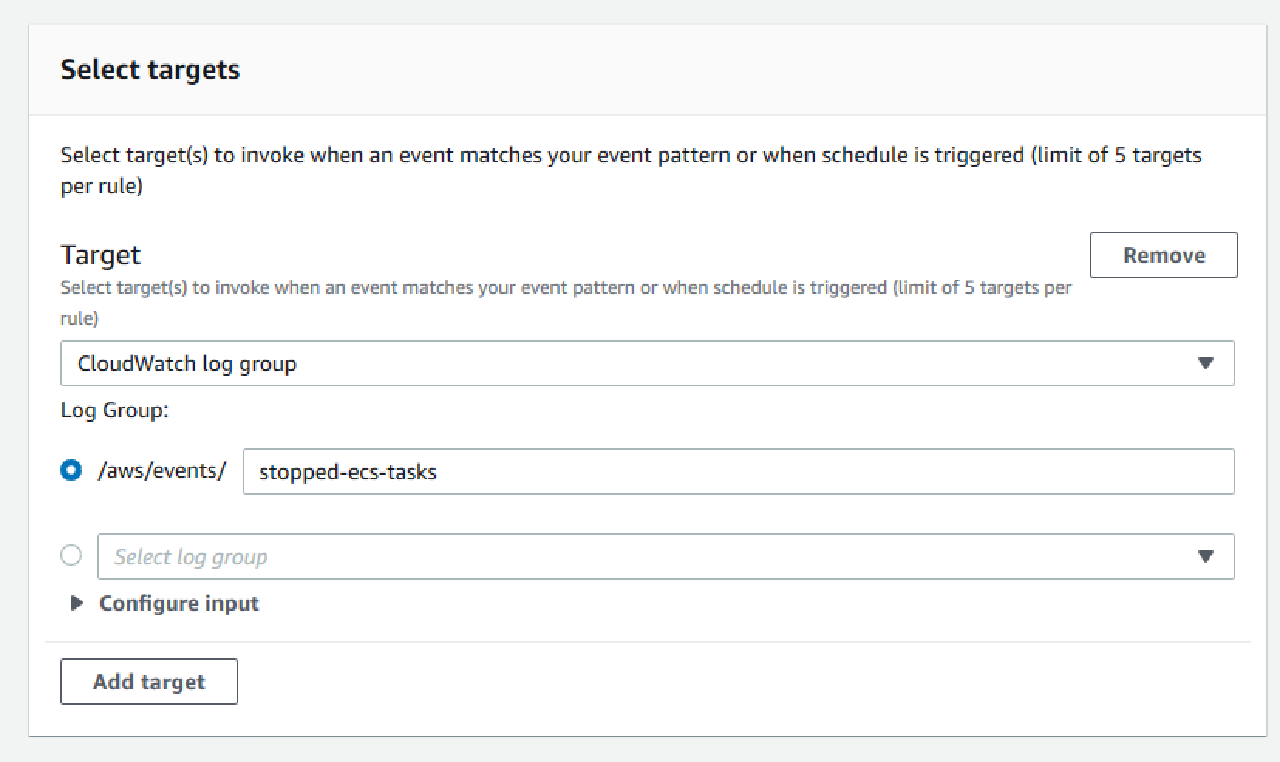 Select targets
Select target(s) to invoke when an event matches your event pattern or when schedule is triggered (limit of 5 targets
per rule)
Target
Remove
Select target(s) to invoke when an event matches your event pattern or when schedule is triggered (limit of 5 targets per
rule)
CloudWatch log group
Log Group:
/aws/events/ stopped-ecs-tasks
Select log group
Configure input
Add target